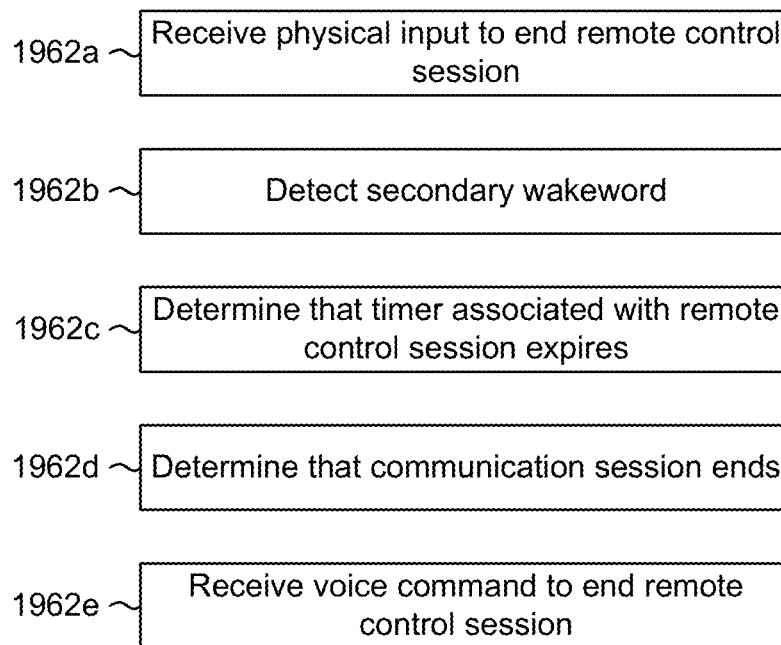 1962a Receive physical input to end remote control
session
1962b Detect secondary wakeword
1962c Determine that timer associated with remote
control session expires
1962d Determine that communication session ends
1962e Receive voice command to end remote
control session